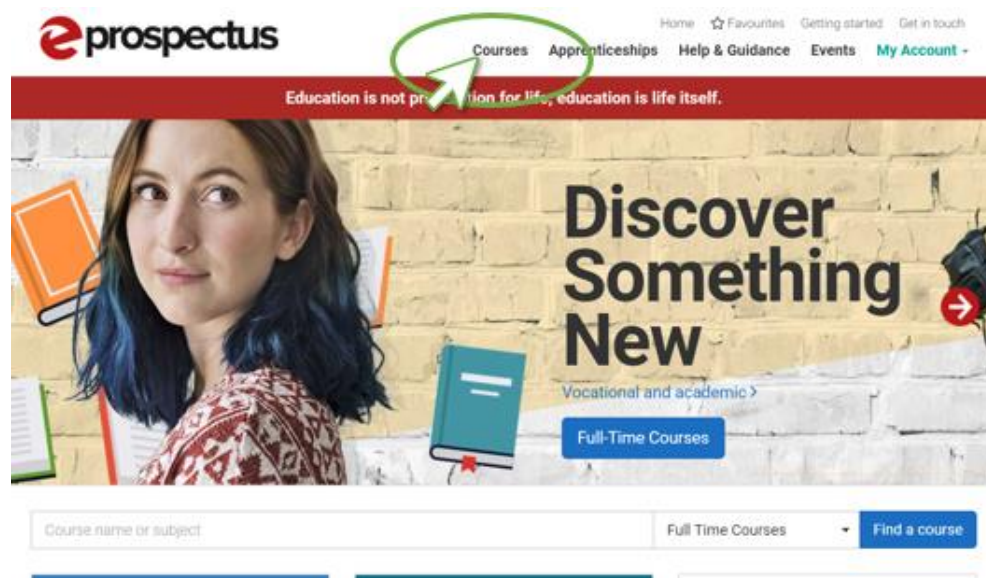 eprospectus
Home Favourites Getting started Get in touch
Courses Apprenticeships Help & Guidance Events My Account
Education is not preparation for life; education is life itself.
Discover
Something
New
Vocational and academic
Full-Time Courses
Course name or subject
Full Time Courses
Find a course